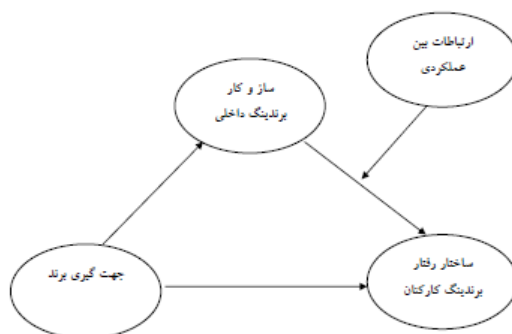 ارتباطات بین
عملکردی
ساز و کار
برندینگ داخلی
جهت گیری برند
ساختار رفتار
برندینگ کارکنان